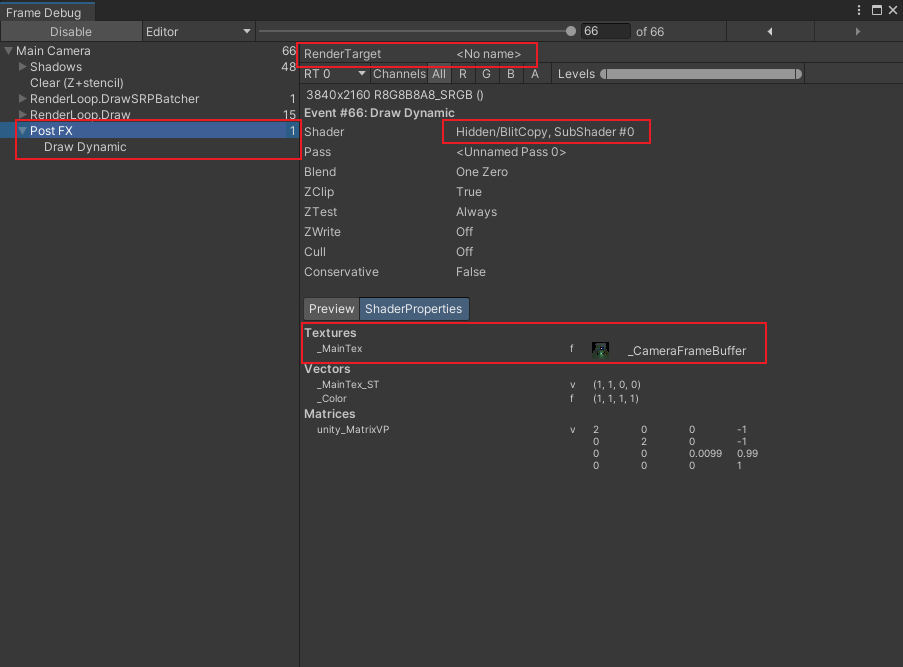 Frame Debug
Disable Editor 66 of 66
Main Camera 66
Shadows 48
Clear (Z+stencil)
RenderLoop.DrawSRPBatcher 1
RenderLoop.Draw 15
Post FX 1
Draw Dynamic
RenderTarget <No name>
RT 0 Channels All R G B A Levels
3840x2160 R8G8B8A8_SRGB ()
Event #66: Draw Dynamic
Shader Hidden/BlitCopy, SubShader #0
Pass <Unnamed Pass 0>
Blend One Zero
ZClip True
ZTest Always
ZWrite Off
Cull Off
Conservative False
Preview ShaderProperties
Textures
_MainTex f _CameraFrameBuffer
Vectors
_MainTex_ST v (1, 1, 0, 0)
_Color f (1, 1, 1, 1)
Matrices
unity_MatrixVP v 2 0 0 -1
0 2 0 -1
0 0 0.0099 0.99
0 0 0 1